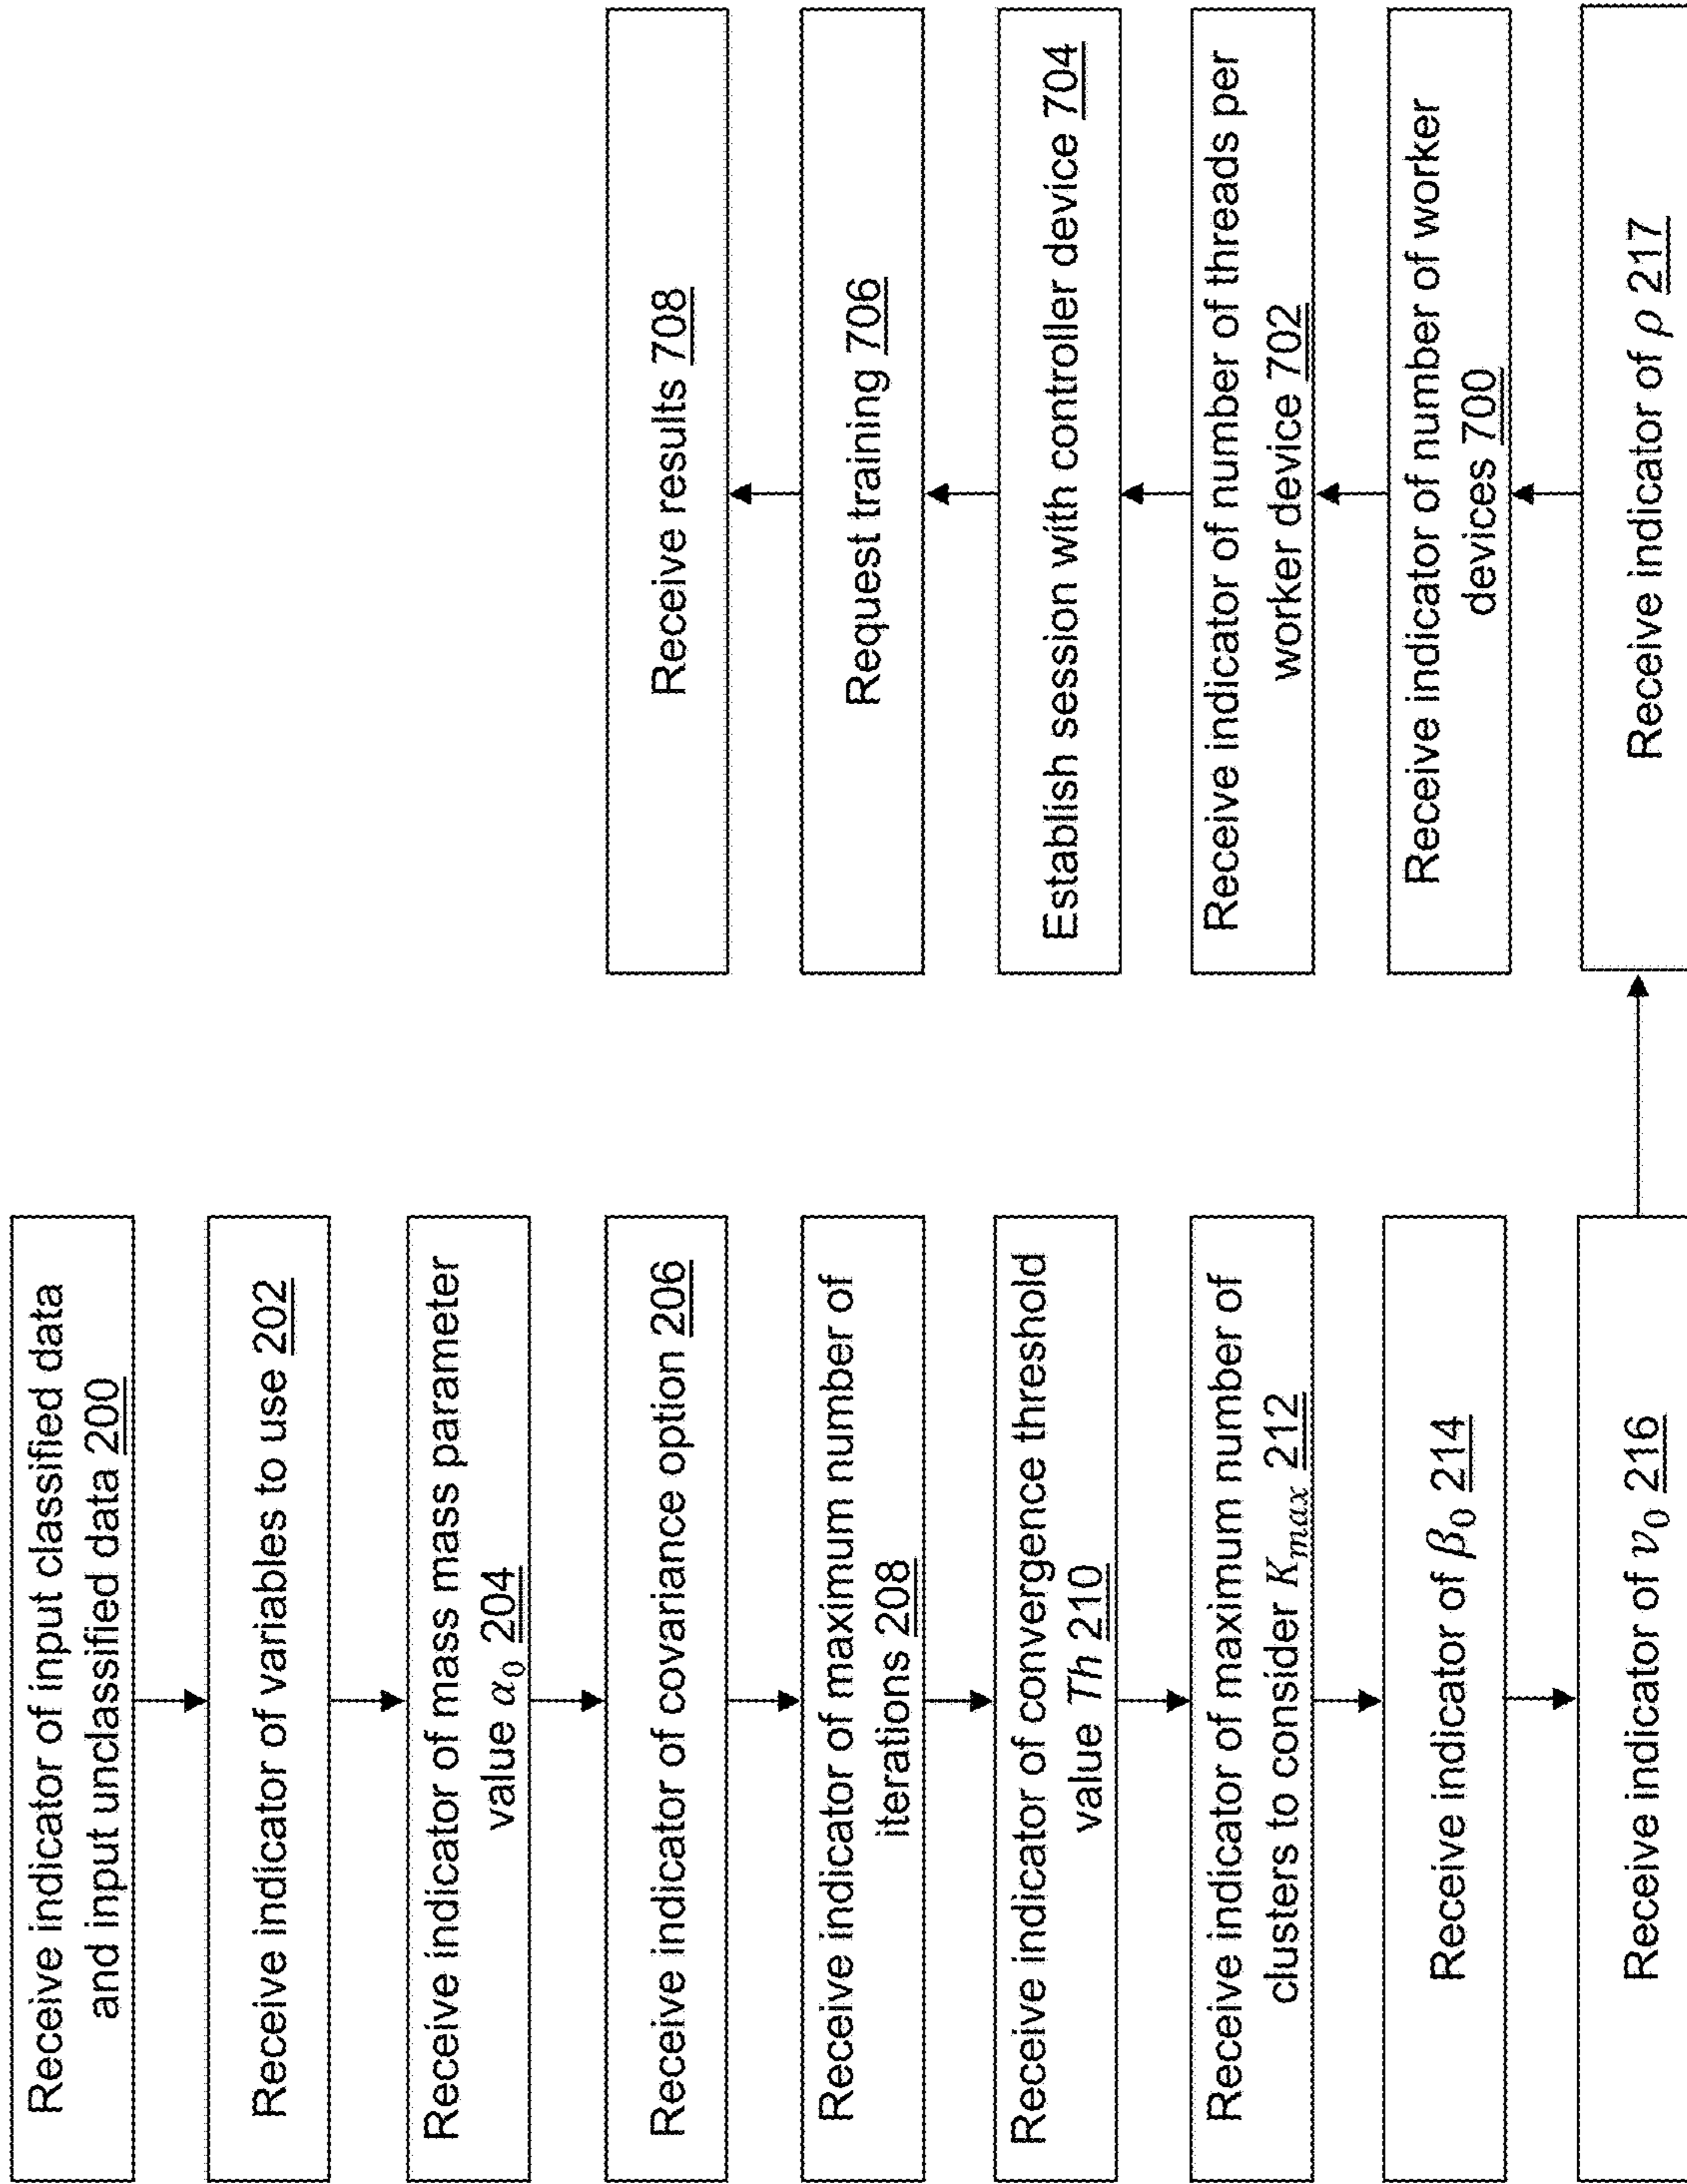 Receive indicator of input classified data
and input unclassified data 200
Receive indicator of variables to use 202
Receive indicator of mass mass parameter
value α₀ 204
Receive indicator of covariance option 206
Receive indicator of maximum number of
iterations 208
Receive indicator of convergence threshold
value Th 210
Receive indicator of maximum number of
clusters to consider Kₘₐₓ 212
Receive indicator of β₀ 214
Receive indicator of ν₀ 216
Receive indicator of ρ 217
Receive indicator of number of worker
devices 700
Receive indicator of number of threads per
worker device 702
Establish session with controller device 704
Request training 706
Receive results 708